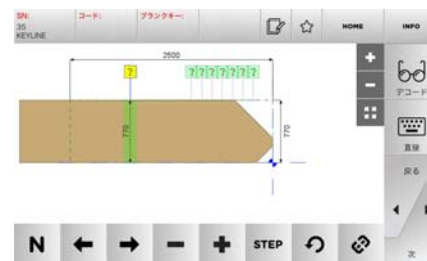 SN:
35
KEYLINE
コード:
ブランクキー:
HOME
INFO
2600
?
? ? ? ? ? ? ?
770
770
+
-
デコード
直接
戻る
次
N
STEP